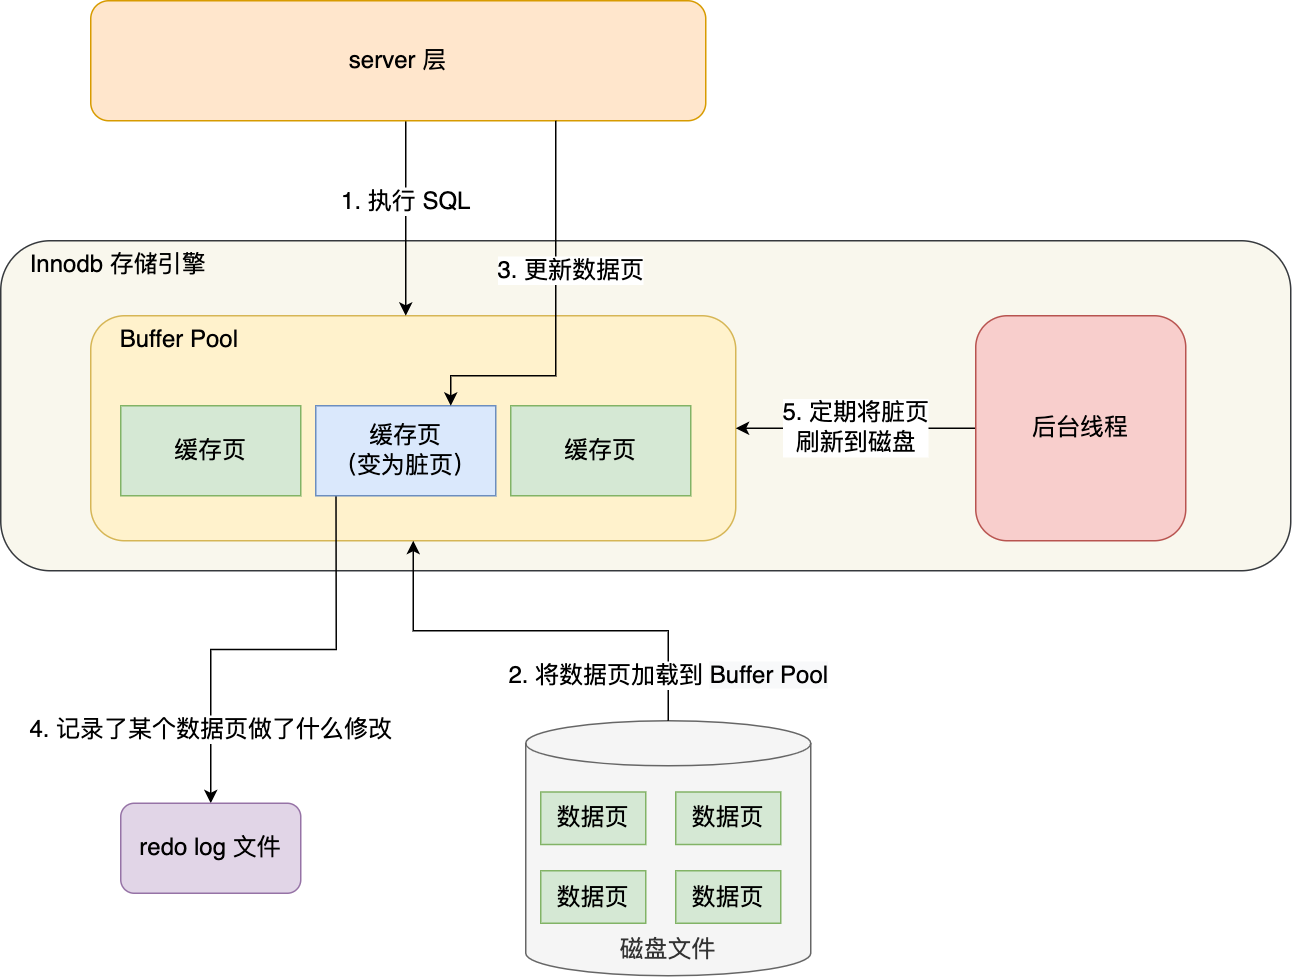 server 层
1. 执行 SQL
Innodb 存储引擎
3. 更新数据页
Buffer Pool
缓存页
缓存页
（变为脏页）
缓存页
5. 定期将脏页
刷新到磁盘
后台线程
2. 将数据页加载到 Buffer Pool
4. 记录了某个数据页做了什么修改
redo log 文件
数据页
数据页
数据页
数据页
磁盘文件